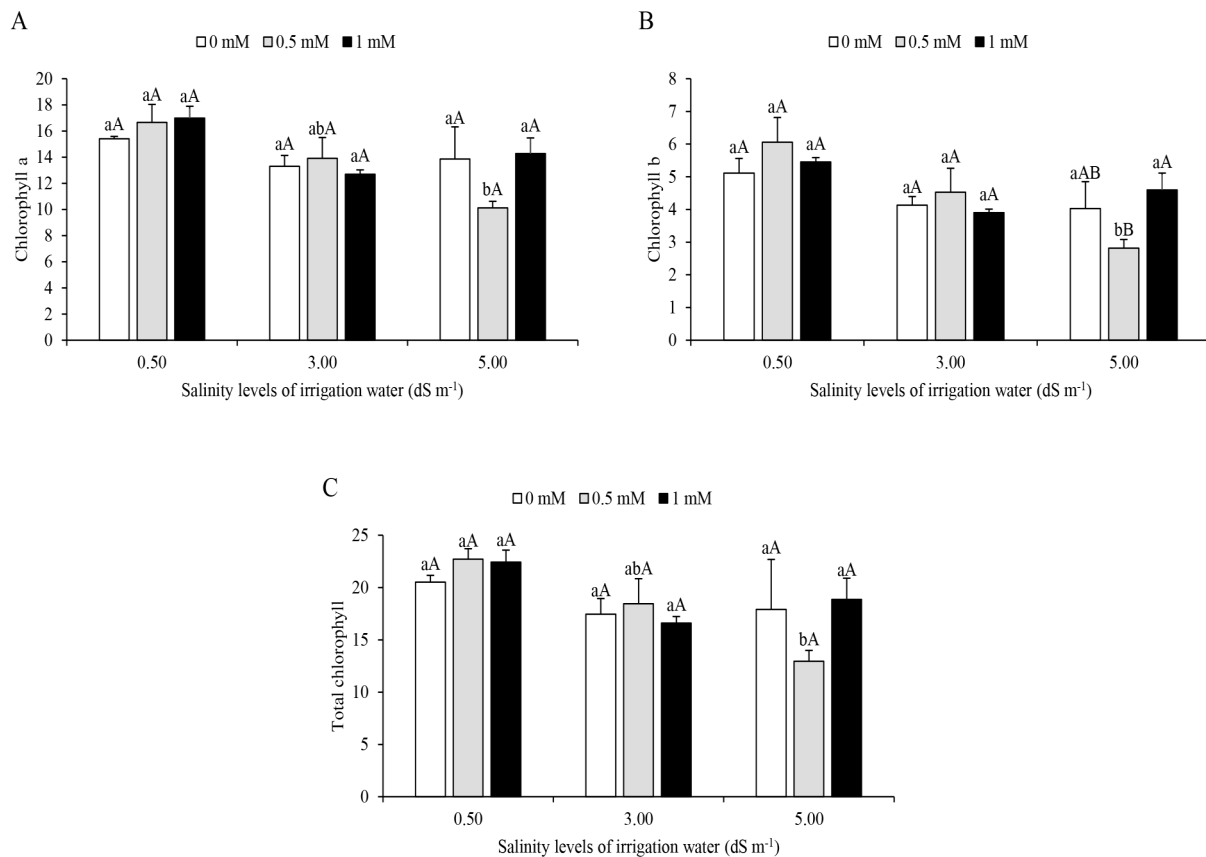 A
0 mM 0.5 mM 1 mM
20
18
16
14
12
10
8
6
4
2
0
Chlorophyll a
aA aA aA
aA abA aA
aA bA aA
0.50 3.00 5.00
Salinity levels of irrigation water (dS m⁻¹)
B
0 mM 0.5 mM 1 mM
8
7
6
5
4
3
2
1
0
Chlorophyll b
aA aA aA
aA aA aA
aAB bB aA
0.50 3.00 5.00
Salinity levels of irrigation water (dS m⁻¹)
C
0 mM 0.5 mM 1 mM
25
20
15
10
5
0
Total chlorophyll
aA aA aA
aA abA aA
aA bA aA
0.50 3.00 5.00
Salinity levels of irrigation water (dS m⁻¹)